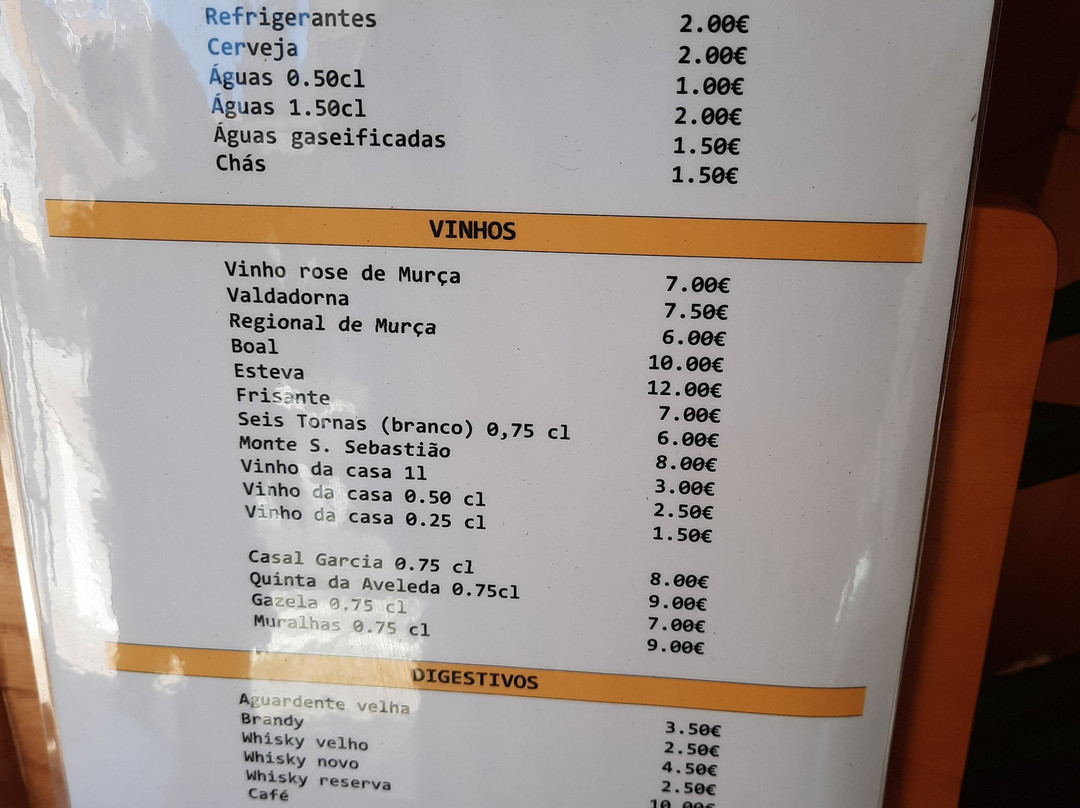 Refrigerantes 2.00€
Cerveja 2.00€
Águas 0.50cl 1.00€
Águas 1.50cl 2.00€
Águas gaseificadas 1.50€
Chás 1.50€
VINHOS
Vinho rose de Murça 7.00€
Valdadorna 7.50€
Regional de Murça 6.00€
Boal 10.00€
Esteva 12.00€
Frisante 7.00€
Seis Tornas (branco) 0,75 cl 6.00€
Monte S. Sebastião 8.00€
Vinho da casa 1l 3.00€
Vinho da casa 0.50 cl 2.50€
Vinho da casa 0.25 cl 1.50€
Casal Garcia 0.75 cl 8.00€
Quinta da Aveleda 0.75cl 9.00€
Gazela 0.75 cl 7.00€
Muralhas 0.75 cl 9.00€
DIGESTIVOS
Aguardente velha 3.50€
Brandy 2.50€
Whisky velho 4.50€
Whisky novo 2.50€
Whisky reserva 10.00€
Café